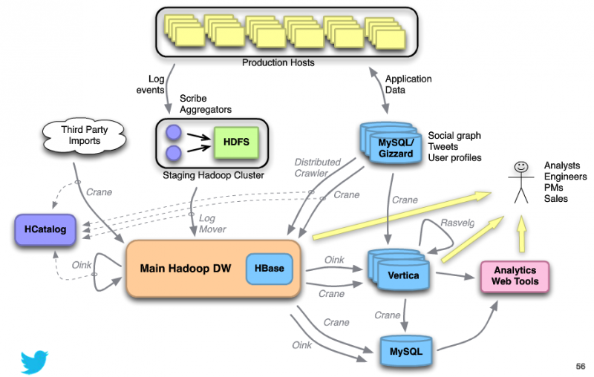 Production Hosts
Log
events
Application
Data
Scribe
Aggregators
Third Party
Imports
HDFS
MySQL/
Gizzard
Social graph
Tweets
User profiles
Staging Hadoop Cluster
Distributed
Crawler
Analysts
Engineers
PMs
Sales
Crane
Crane
Crane
Rasvelg
HCatalog
Log
Mover
Oink
Main Hadoop DW
HBase
Oink
Crane
Vertica
Analytics
Web Tools
Crane
Oink
Crane
MySQL
56